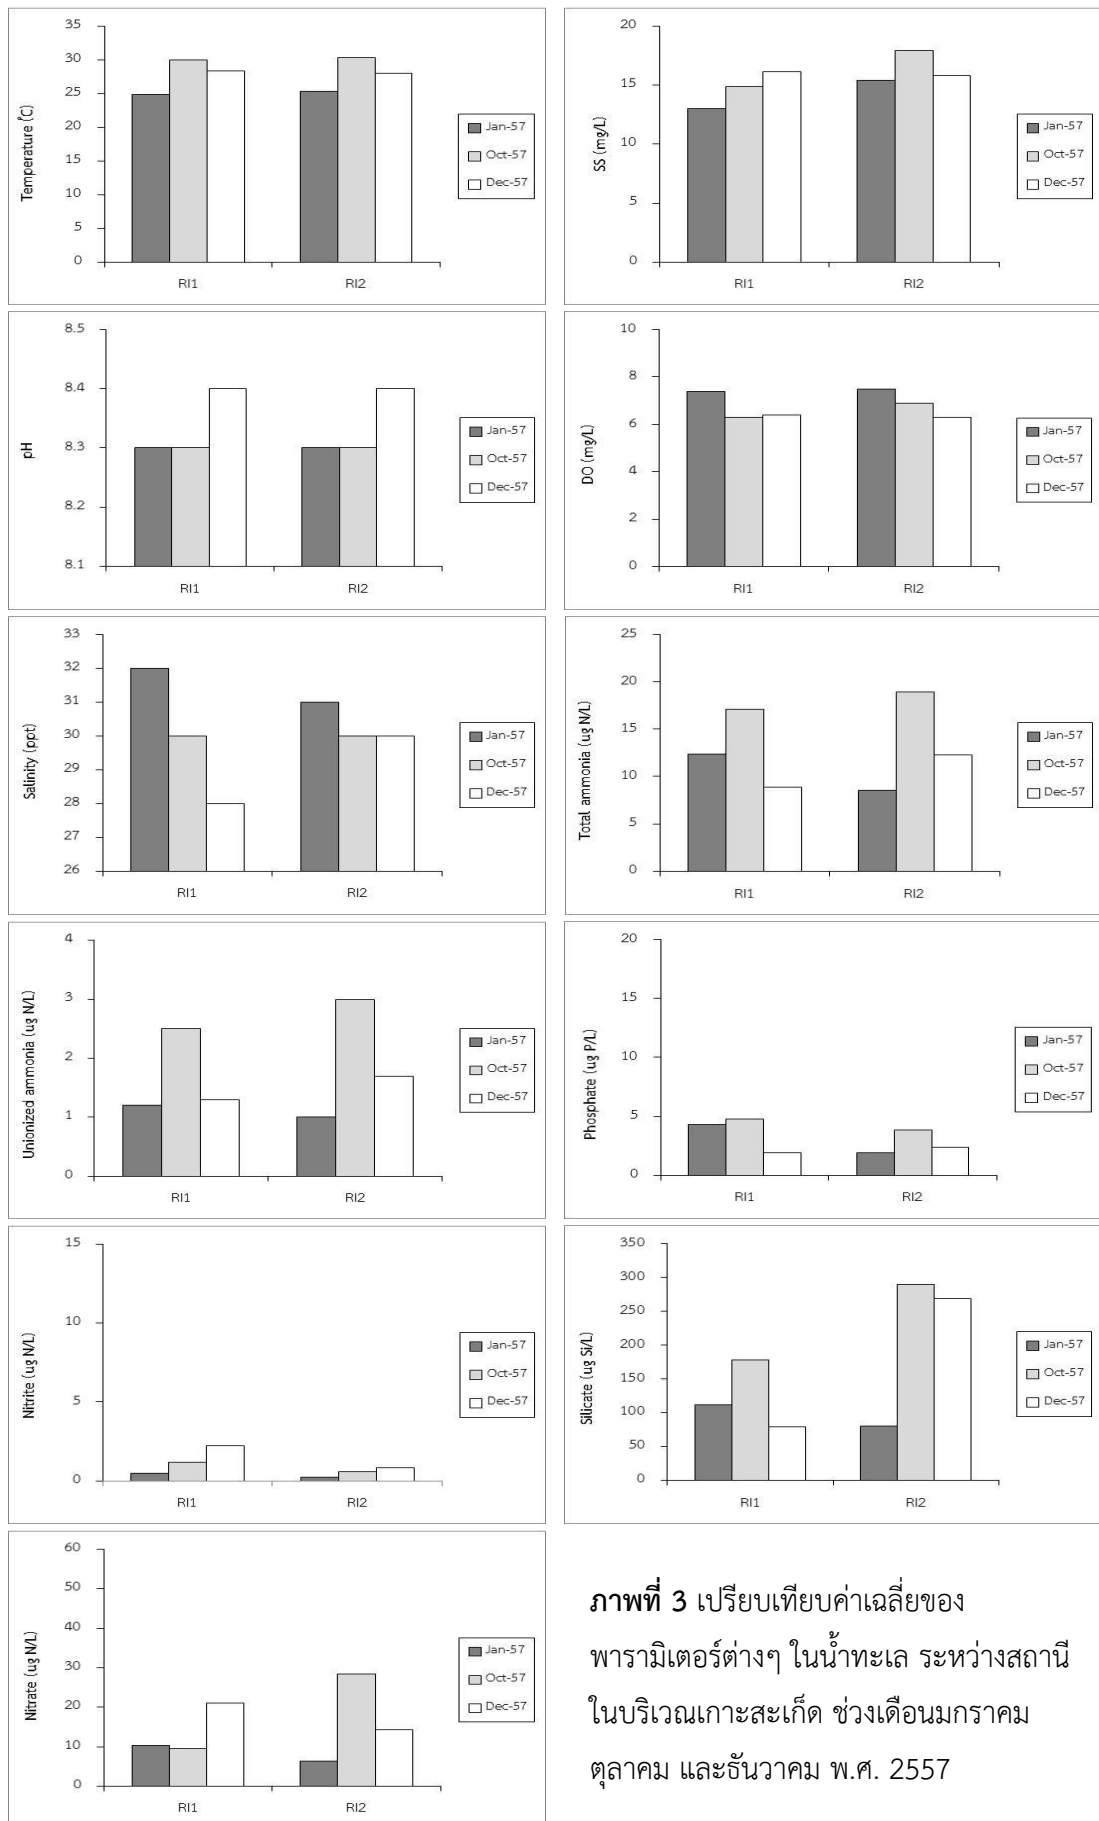 35
30
25
20
15
10
5
0
Temperature (°C)
RI1 RI2
Jan-57
Oct-57
Dec-57
20
15
10
5
0
SS (mg/L)
RI1 RI2
Jan-57
Oct-57
Dec-57
8.5
8.4
8.3
8.2
8.1
pH
RI1 RI2
Jan-57
Oct-57
Dec-57
10
8
6
4
2
0
DO (mg/L)
RI1 RI2
Jan-57
Oct-57
Dec-57
33
32
31
30
29
28
27
26
Salinity (ppt)
RI1 RI2
Jan-57
Oct-57
Dec-57
25
20
15
10
5
0
Total ammonia (ug N/L)
RI1 RI2
Jan-57
Oct-57
Dec-57
4
3
2
1
0
Unionized ammonia (ug N/L)
RI1 RI2
Jan-57
Oct-57
Dec-57
20
15
10
5
0
Phosphate (ug P/L)
RI1 RI2
Jan-57
Oct-57
Dec-57
15
10
5
0
Nitrite (ug N/L)
RI1 RI2
Jan-57
Oct-57
Dec-57
350
300
250
200
150
100
50
0
Silicate (ug Si/L)
RI1 RI2
Jan-57
Oct-57
Dec-57
60
50
40
30
20
10
0
Nitrate (ug N/L)
RI1 RI2
Jan-57
Oct-57
Dec-57
ภาพที่ 3 เปรียบเทียบค่าเฉลี่ยของ
พารามิเตอร์ต่างๆ ในน้ำทะเล ระหว่างสถานี
ในบริเวณเกาะสะเก็ด ช่วงเดือนมกราคม
ตุลาคม และธันวาคม พ.ศ. 2557